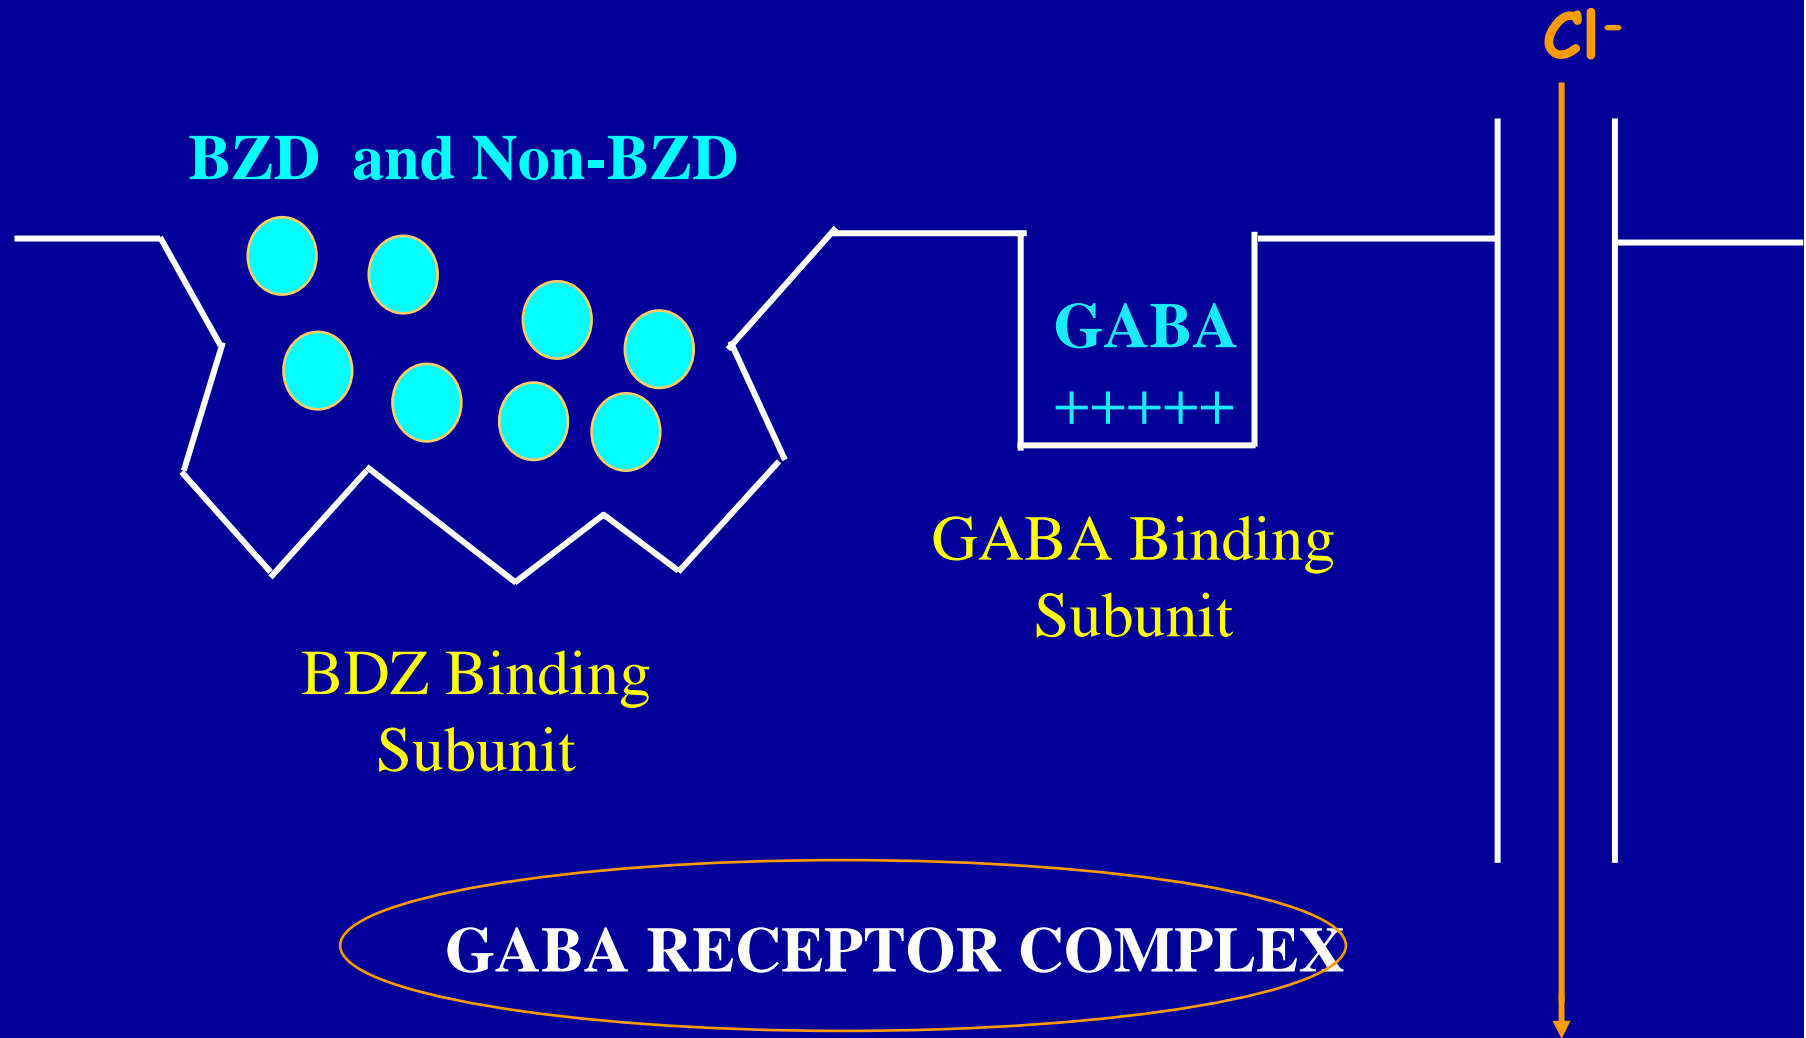 Cl-
BZD and Non-BZD
GABA
+++++
GABA Binding
Subunit
BDZ Binding
Subunit
GABA RECEPTOR COMPLEX